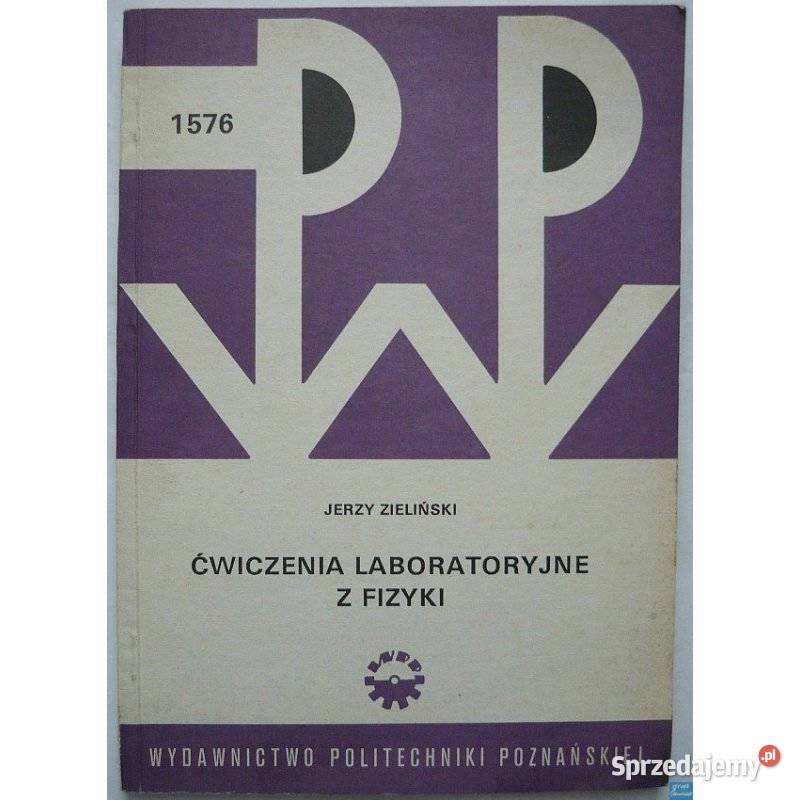 1576
JERZY ZIELIŃSKI
ĆWICZENIA LABORATORYJNE
Z FIZYKI
WYDAWNICTWO POLITECHNIKI POZNAŃSKIEJ
Sprzedajemy.pl